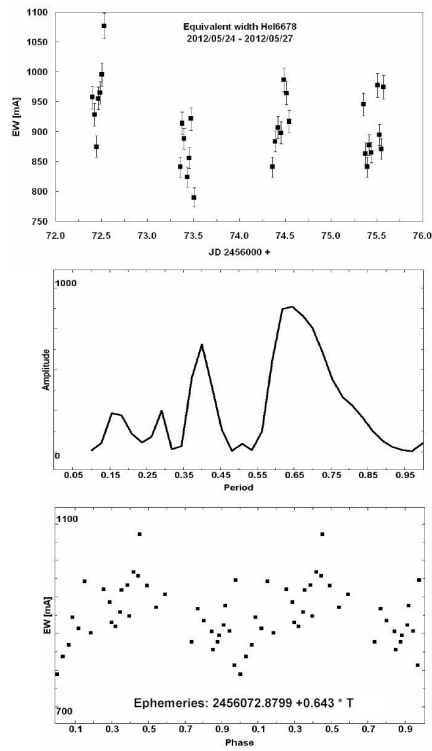 Equivalent width HeI6678
2012/05/24 - 2012/05/27
EW [mA]
1100
1050
1000
950
900
850
800
750
72.0 72.5 73.0 73.5 74.0 74.5 75.0 75.5 76.0
JD 2456000 +
1000
Amplitude
0
0.05 0.15 0.25 0.35 0.45 0.55 0.65 0.75 0.85 0.95
Period
1100
EW [mA]
700
Ephemeries: 2456072.8799 +0.643 * T
0.1 0.3 0.5 0.7 0.9 0.1 0.3 0.5 0.7 0.9
Phase